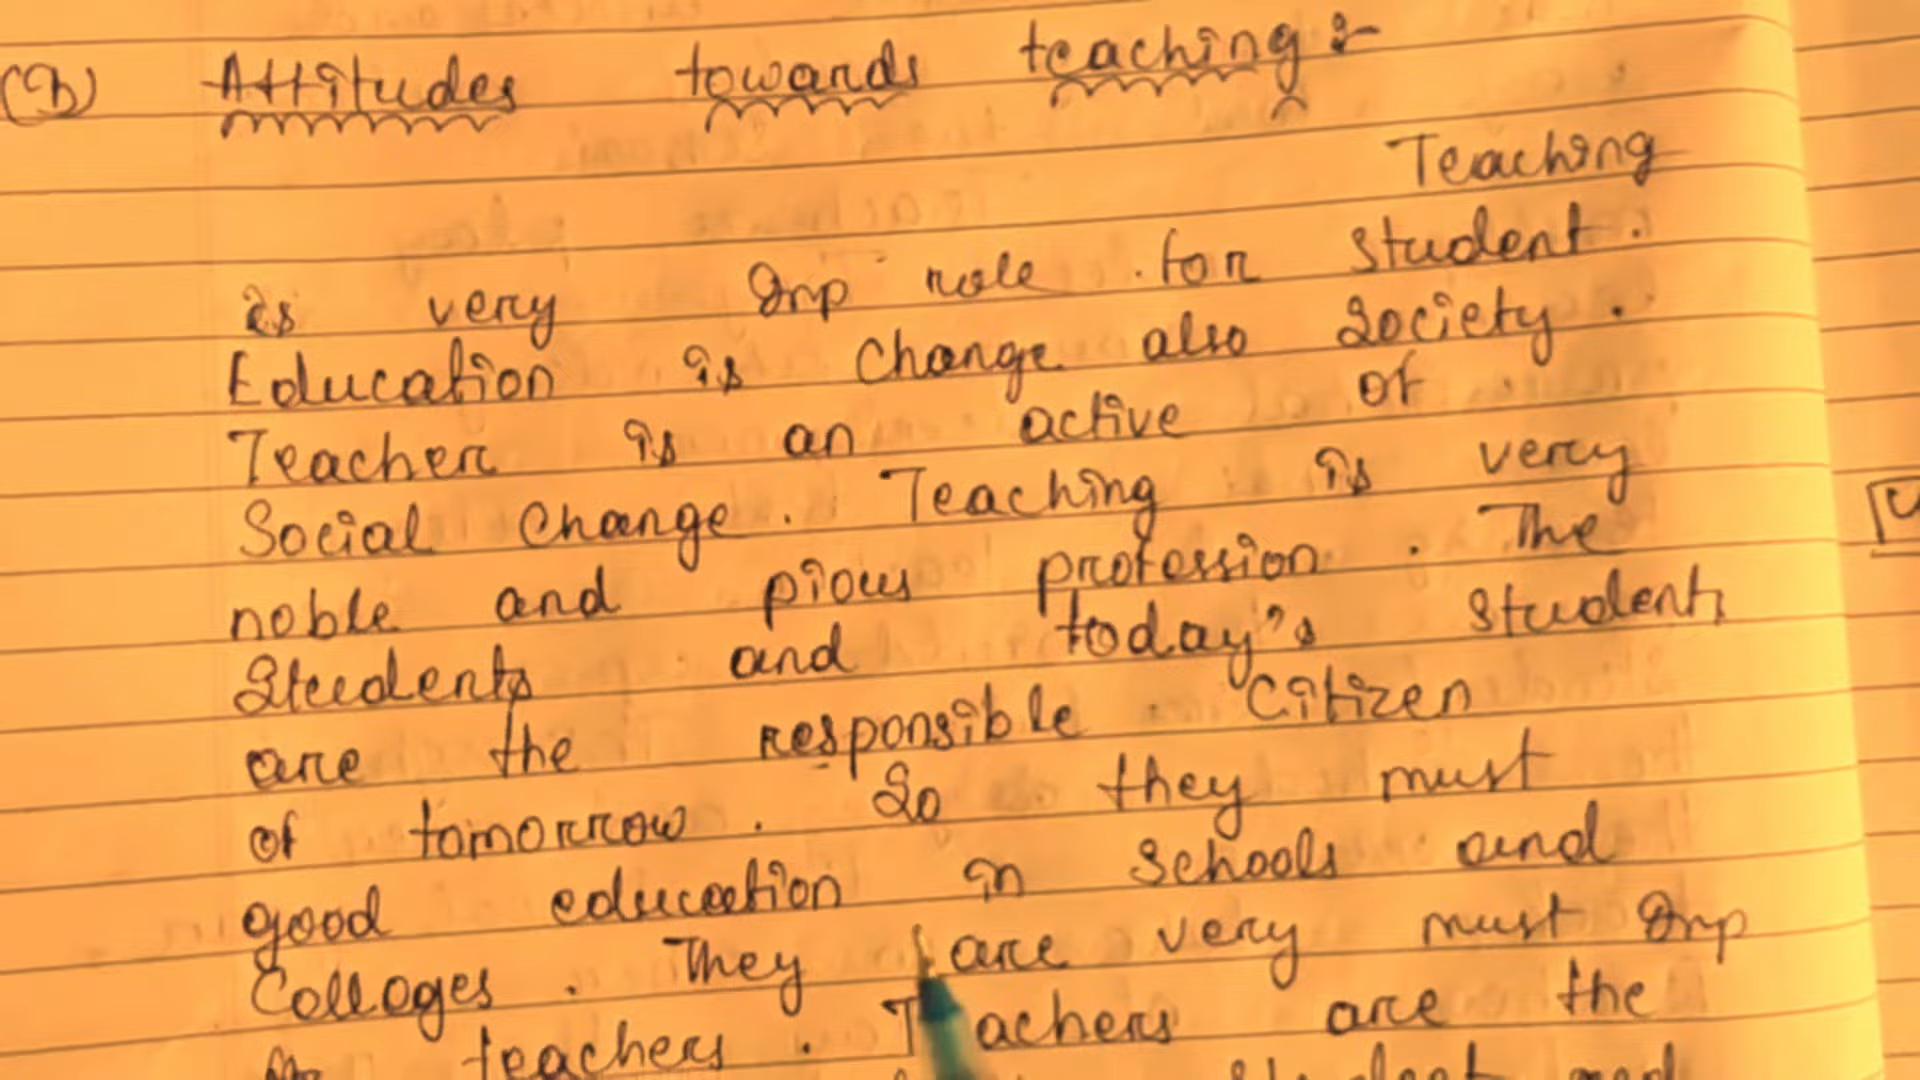 (b) Attitudes towards teaching :-
Teaching
is very Imp role for student.
Education is change also Society.
Teacher is an active of
Social Change. Teaching is very
noble and pious profession. The
Students and today's students
are the responsible Citizen
of tomorrow. So they must
good education in Schools and
Colloges. They are very must Imp
teachers. Teachers are the